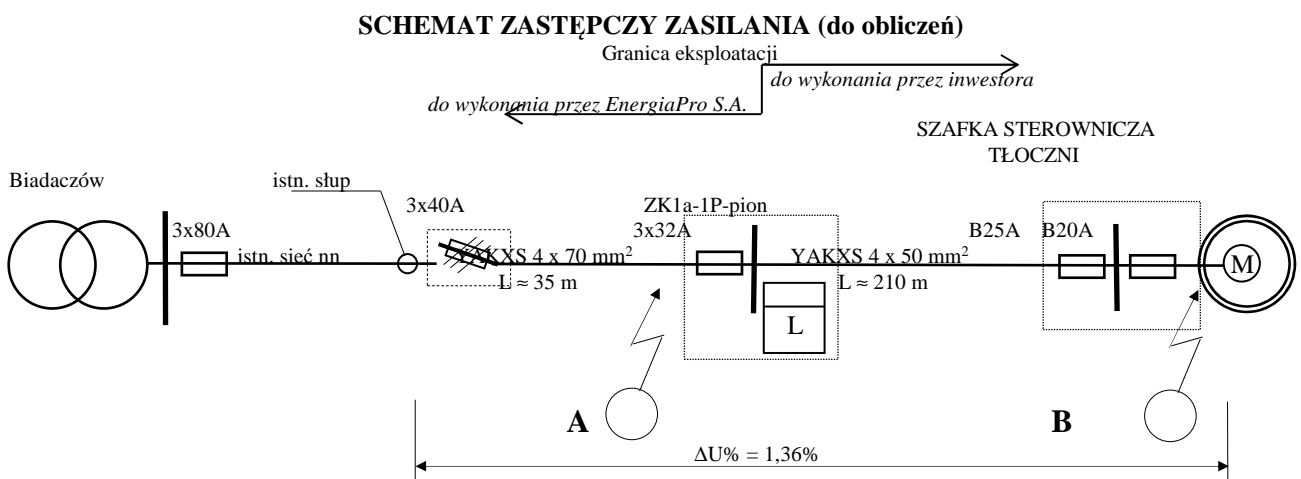 SCHEMAT ZASTĘPCZY ZASILANIA (do obliczeń)
Granica eksploatacji
do wykonania przez inwestora
do wykonania przez EnergiaPro S.A.
SZAFKA STEROWNICZA
TŁOCZNI
Biadaczów
istn. słup
3x40A
ZK1a-1P-pion
3x80A
3x32A
B25A
B20A
istn. sieć nn
YAKXS 4 x 70 mm²
YAKXS 4 x 50 mm²
M
L ≈ 35 m
L ≈ 210 m
L
A
B
ΔU% = 1,36%